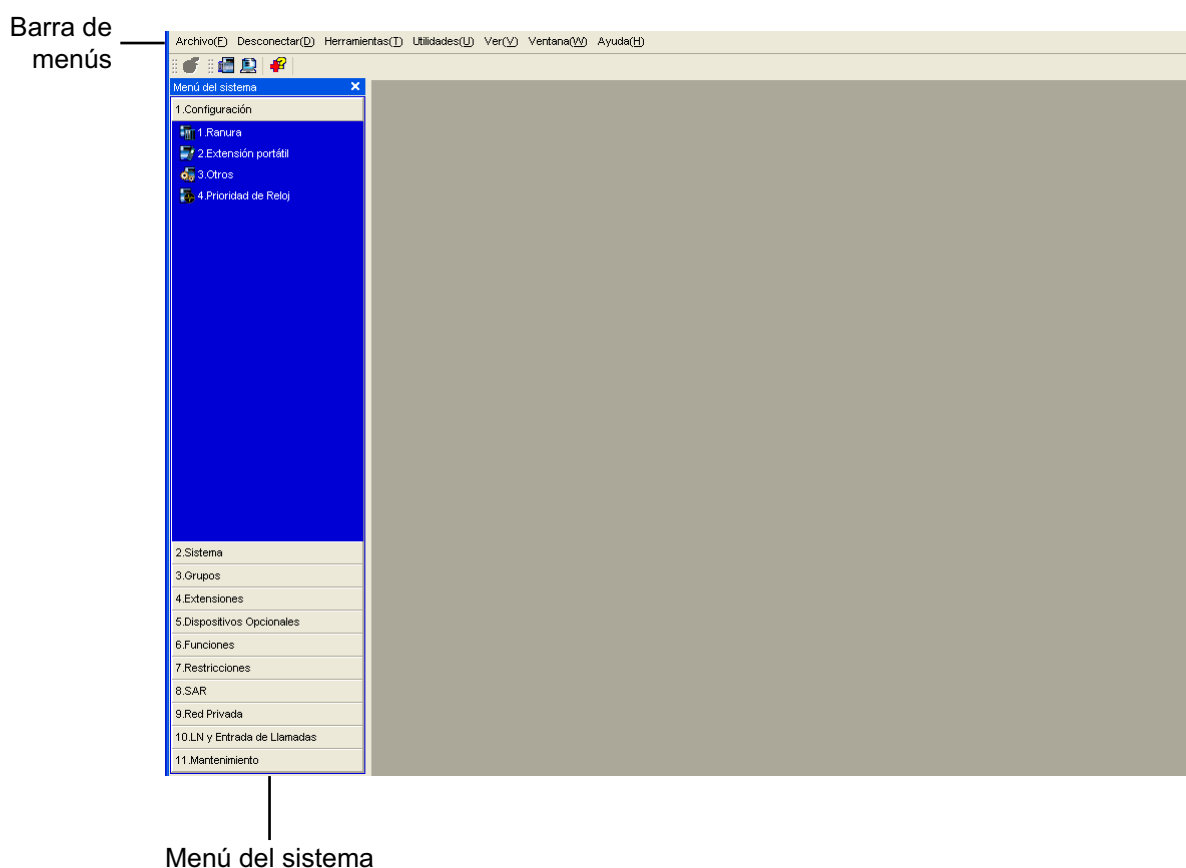 Barra de
menús
Archivo(F) Desconectar(D) Herramientas(T) Utilidades(U) Ver(V) Ventana(W) Ayuda(H)
Menú del sistema
1.Configuración
1.Ranura
2.Extensión portátil
3.Otros
4.Prioridad de Reloj
2.Sistema
3.Grupos
4.Extensiones
5.Dispositivos Opcionales
6.Funciones
7.Restricciones
8.SAR
9.Red Privada
10.LN y Entrada de Llamadas
11.Mantenimiento
Menú del sistema